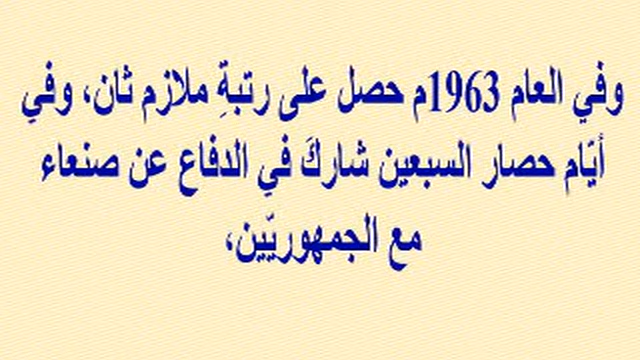 وفي العام 1963م حصل على رتبةِ ملازم ثان، وفي
أيّام حصار السبعين شاركَ في الدفاع عن صنعاء
مع الجمهوريّين،